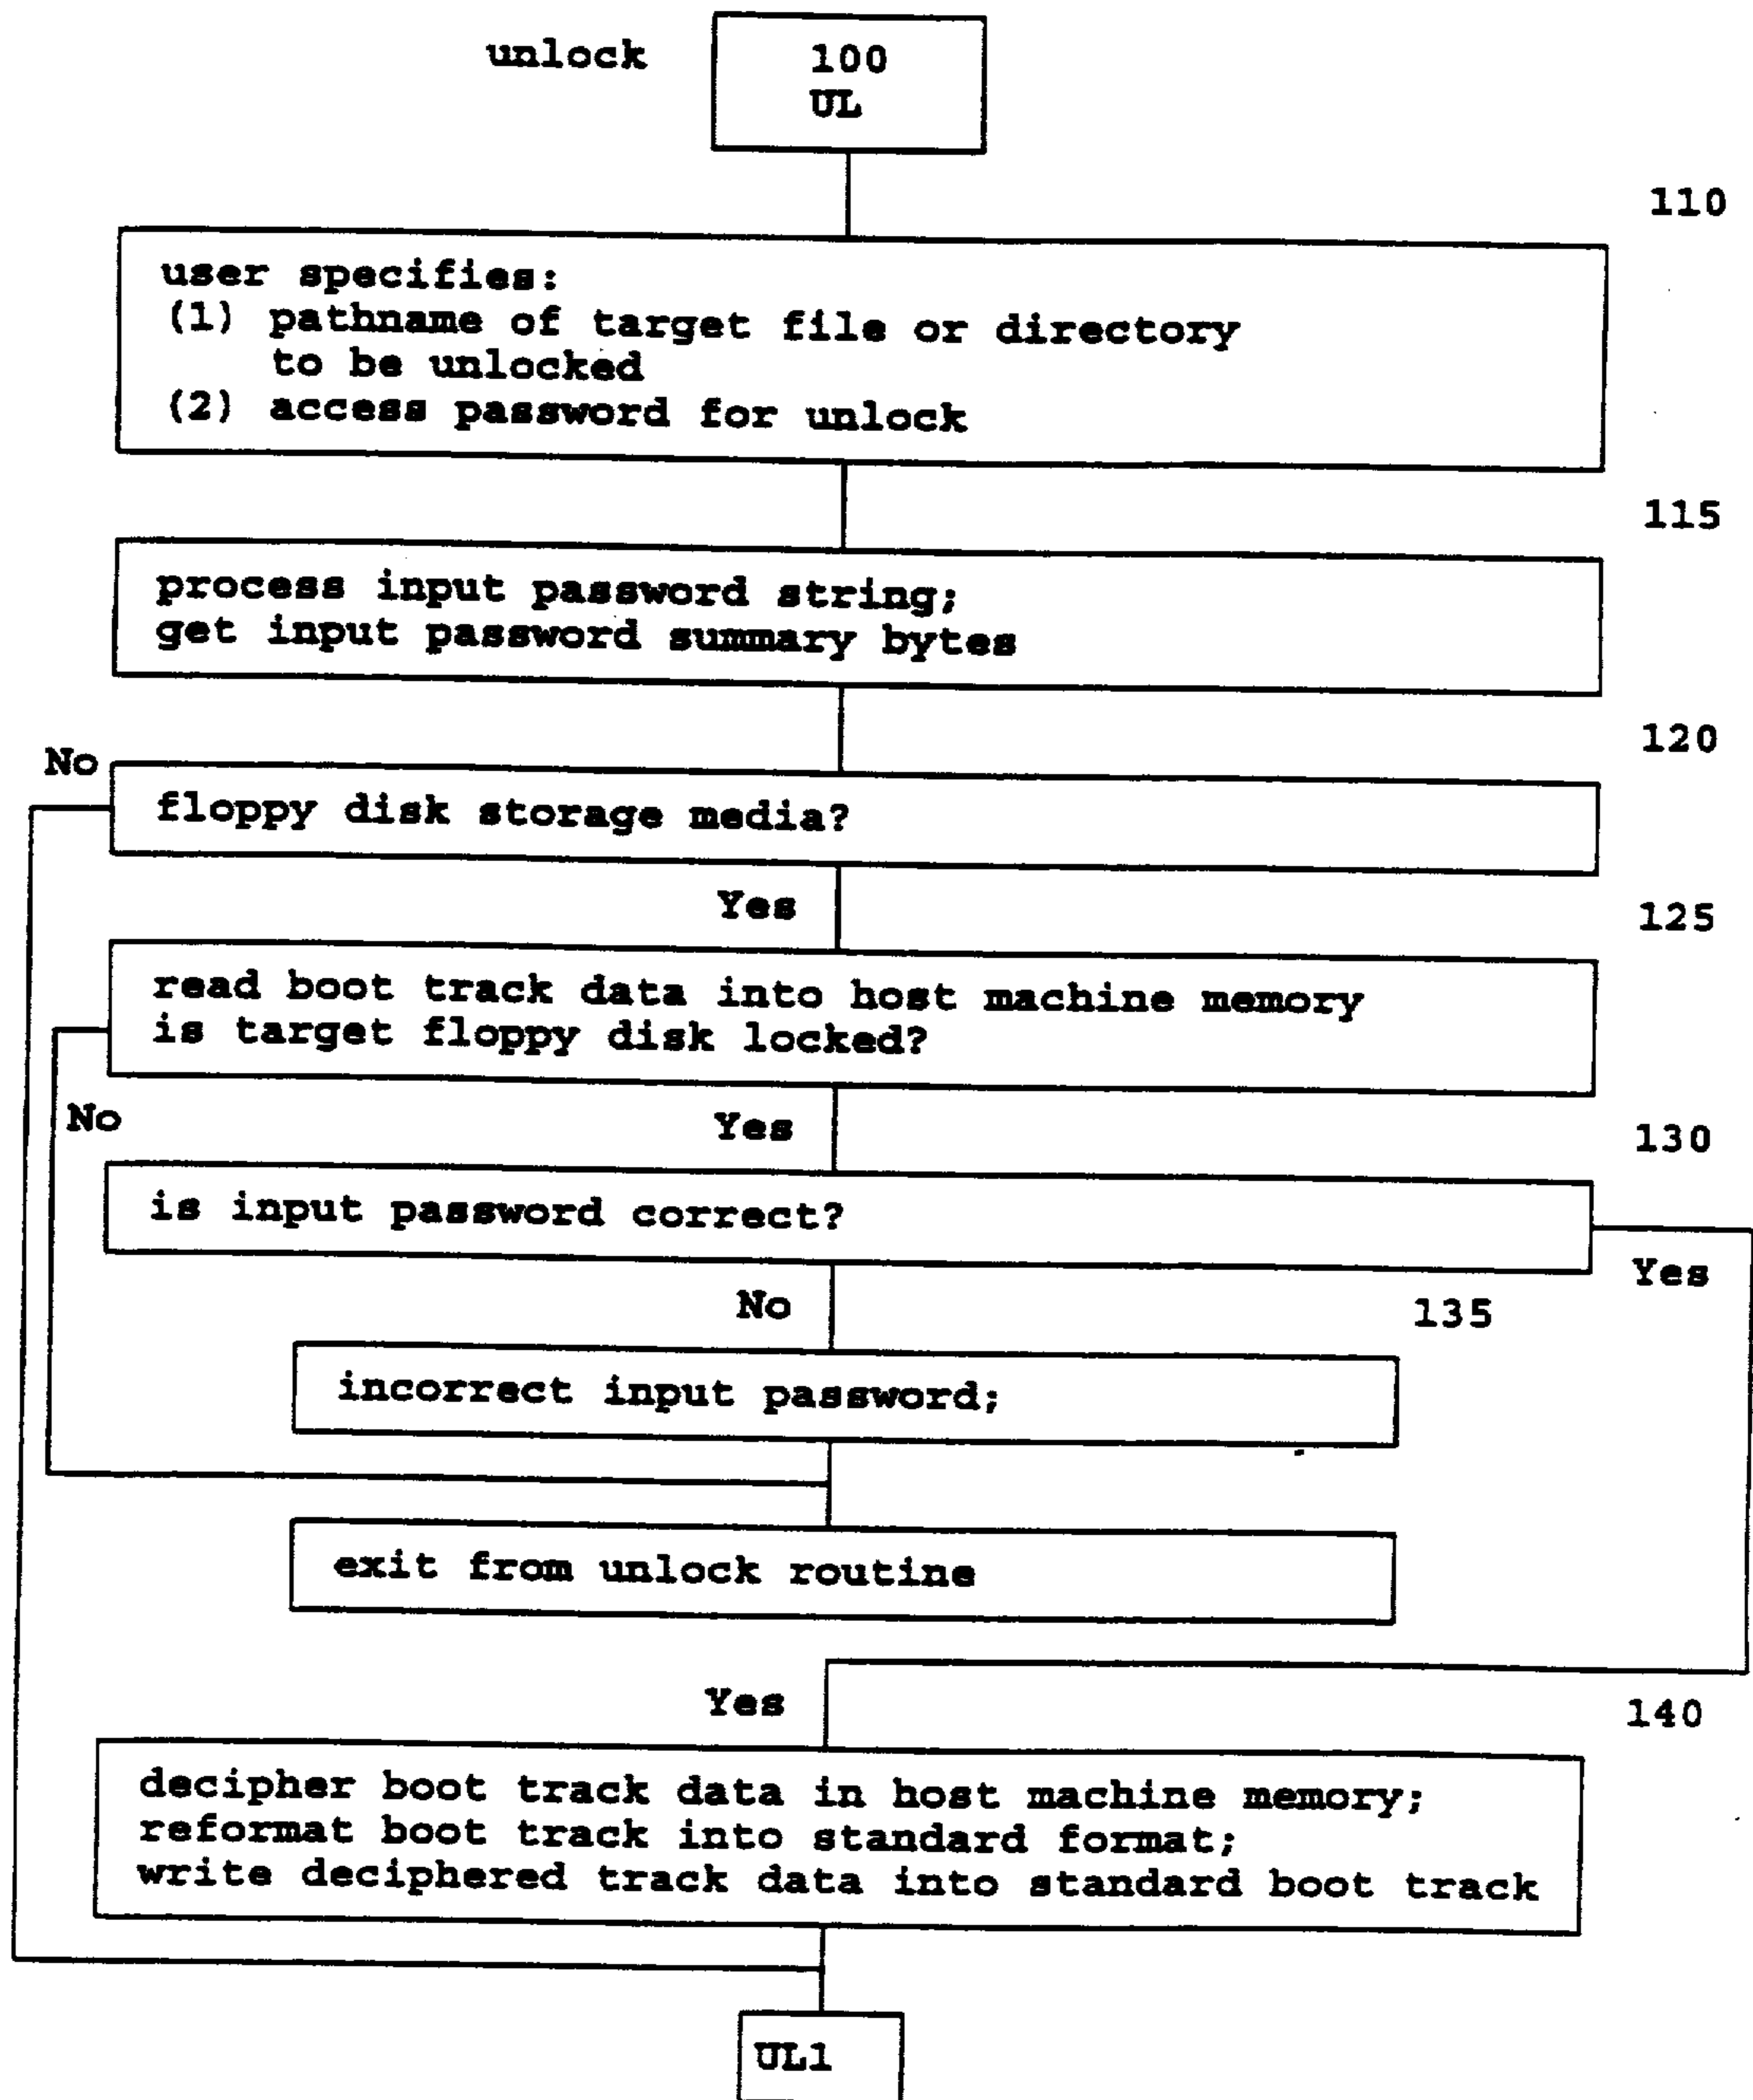 unlock
100
UL
110
user specifies:
(1) pathname of target file or directory
to be unlocked
(2) access password for unlock
115
process input password string;
get input password summary bytes
120
No
floppy disk storage media?
Yes
125
read boot track data into host machine memory
is target floppy disk locked?
No
Yes
130
is input password correct?
Yes
No
135
incorrect input password;
exit from unlock routine
Yes
140
decipher boot track data in host machine memory;
reformat boot track into standard format;
write deciphered track data into standard boot track
UL1